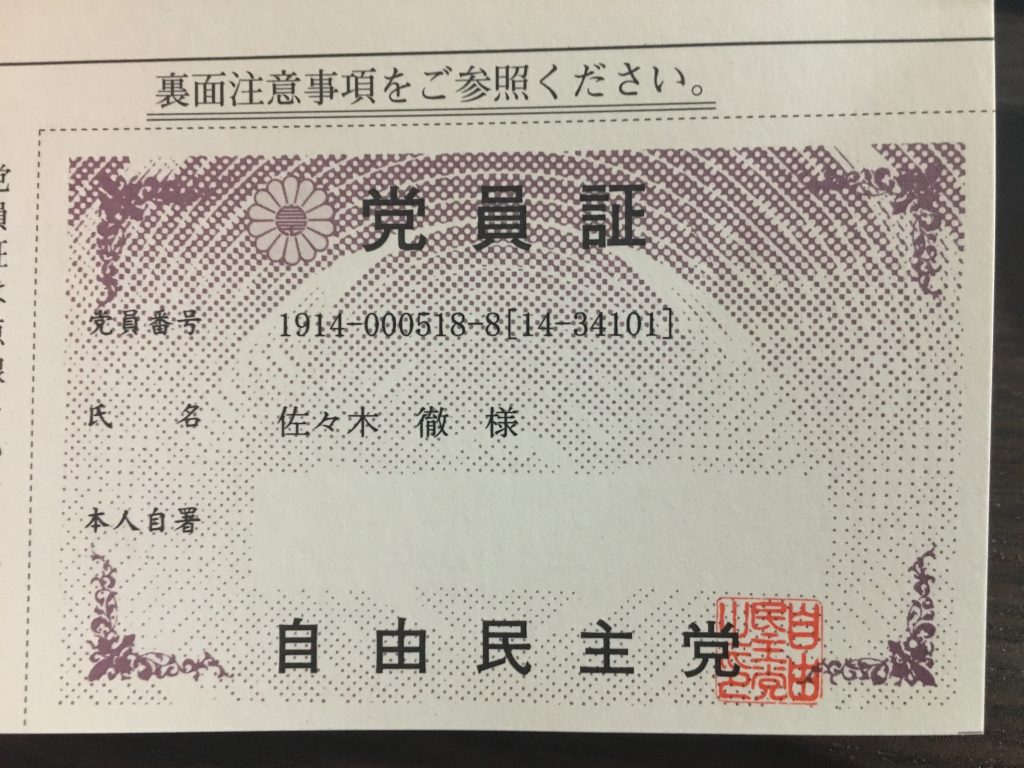 裏面注意事項をご参照ください。
党員証
党員番号 1914-000518-8[14-34101]
氏名 佐々木 徹 様
本人自署
自由民主党